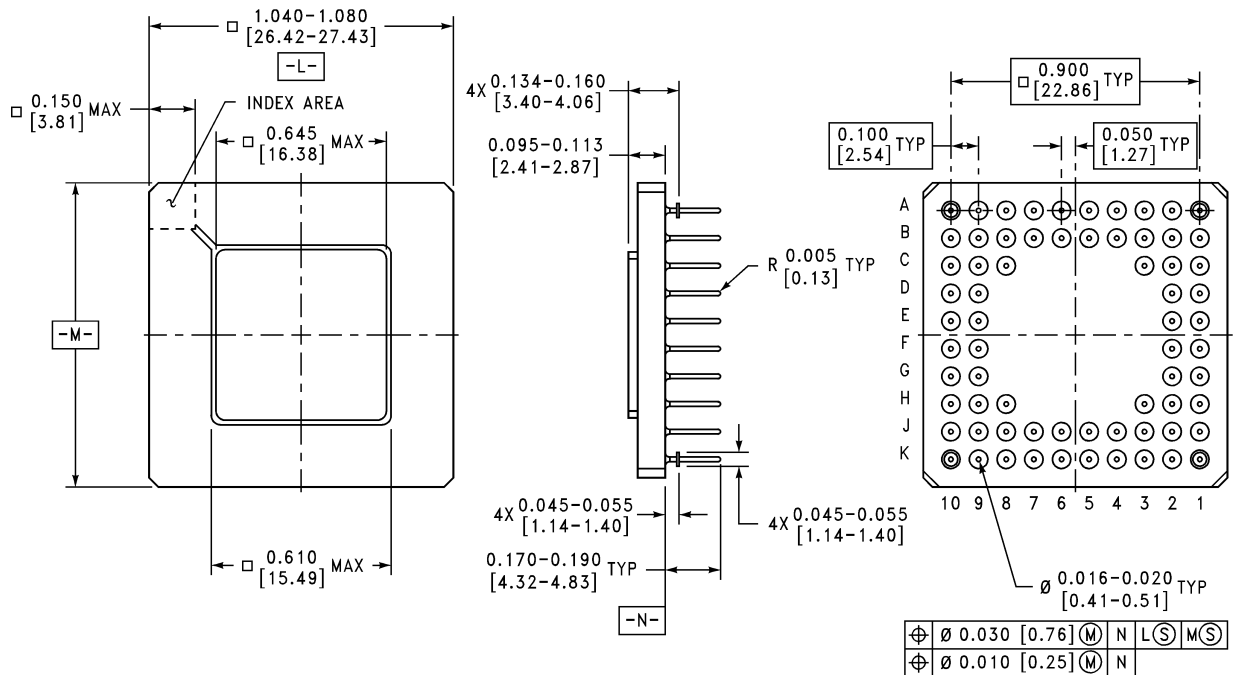 □ 1.040-1.080
[26.42-27.43]
-L-
□ 0.150 MAX
[3.81]
INDEX AREA
□ 0.645 MAX
[16.38]
-M-
□ 0.610 MAX
[15.49]
4X 0.134-0.160
[3.40-4.06]
0.095-0.113
[2.41-2.87]
R 0.005 TYP
[0.13]
4X 0.045-0.055
[1.14-1.40]
4X 0.045-0.055
[1.14-1.40]
0.170-0.190 TYP
[4.32-4.83]
-N-
□ 0.900 TYP
[22.86]
0.100 TYP
[2.54]
0.050 TYP
[1.27]
A
B
C
D
E
F
G
H
J
K
10 9 8 7 6 5 4 3 2 1
Ø 0.016-0.020 TYP
[0.41-0.51]
⌖ Ø 0.030 [0.76] Ⓜ N L Ⓢ M Ⓢ
⌖ Ø 0.010 [0.25] Ⓜ N